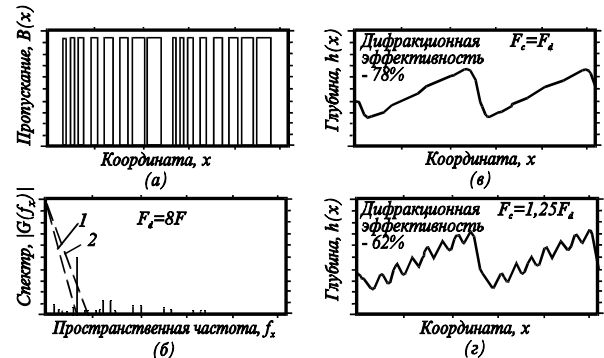 Пропускание, B(x)
Координата, x
(а)
Спектр, |G(fx)|
1
2
Fd=8F
Пространственная частота, fx
(б)
Глубина, h(x)
Дифракционная
эффективность
- 78%
Fc=Fd
Координата, x
(в)
Глубина, h(x)
Дифракционная
эффективность
- 62%
Fc=1,25Fd
Координата, x
(г)